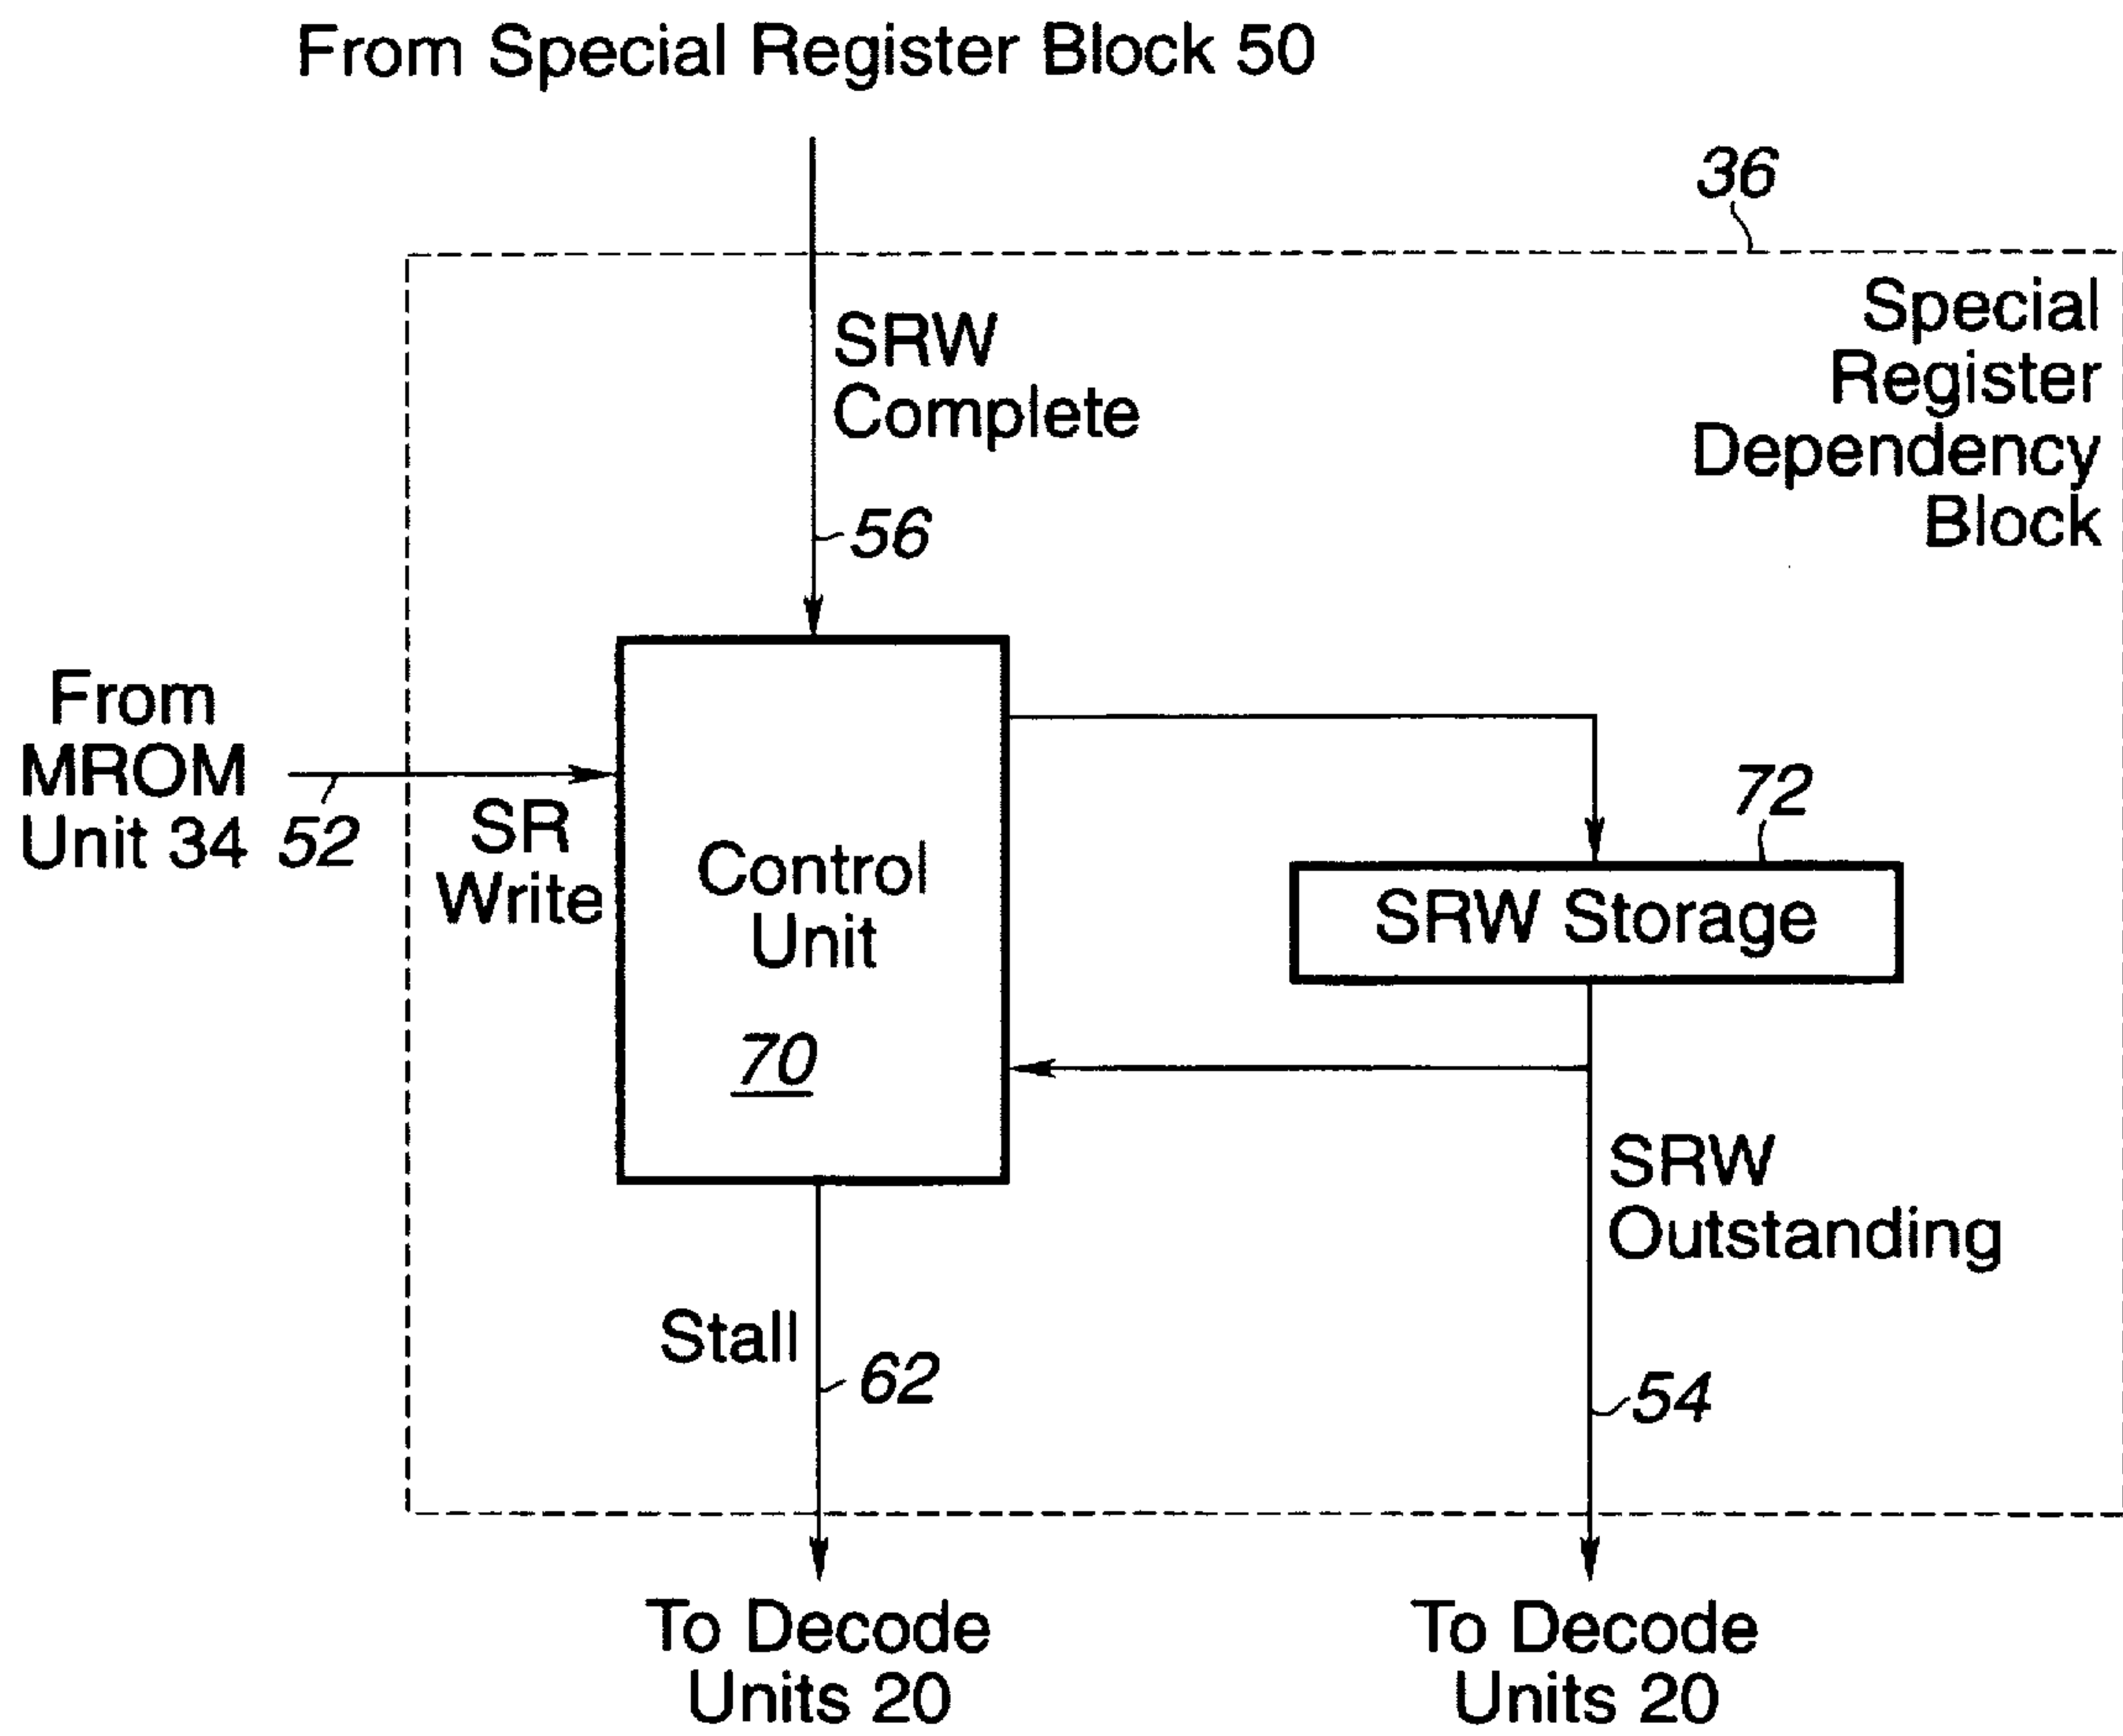 From Special Register Block 50
36
Special
Register
Dependency
Block
SRW
Complete
56
From
MROM
Unit 34
52
SR
Write
Control
Unit
70
72
SRW Storage
SRW
Outstanding
Stall
62
54
To Decode
Units 20
To Decode
Units 20